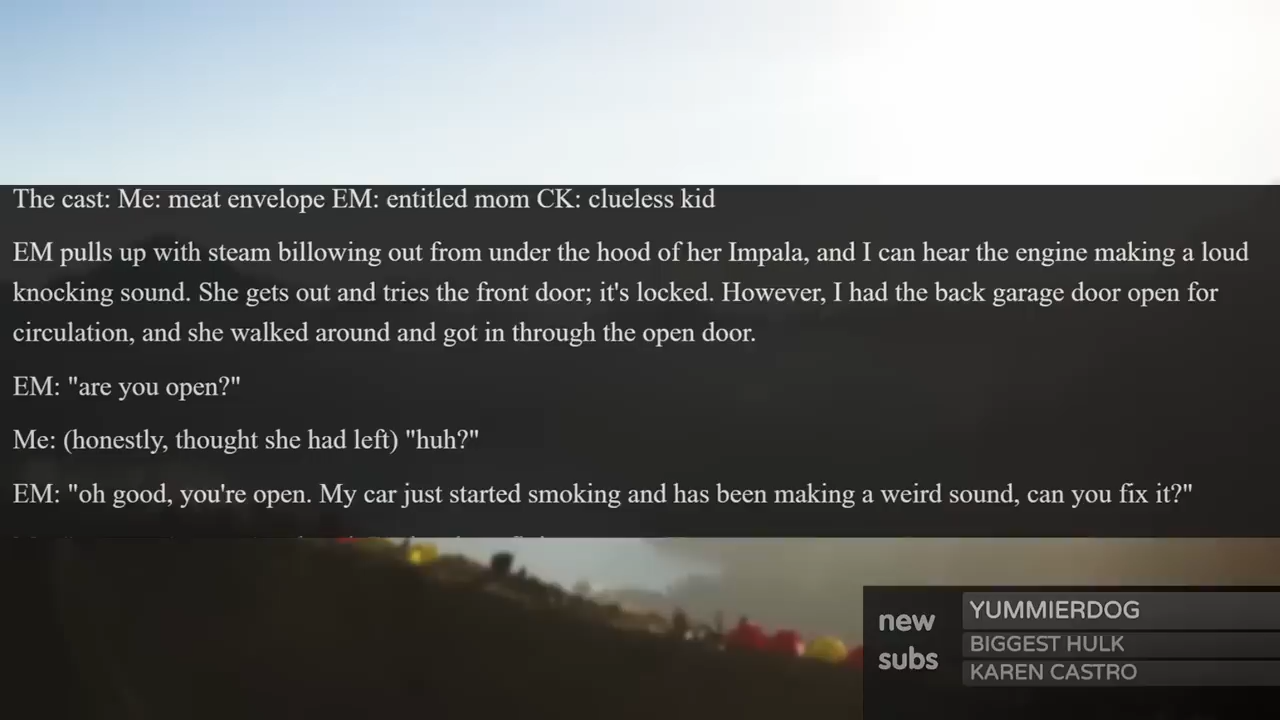 The cast: Me: meat envelope EM: entitled mom CK: clueless kid
EM pulls up with steam billowing out from under the hood of her Impala, and I can hear the engine making a loud
knocking sound. She gets out and tries the front door; it's locked. However, I had the back garage door open for
circulation, and she walked around and got in through the open door.
EM: "are you open?"
Me: (honestly, thought she had left) "huh?"
EM: "oh good, you're open. My car just started smoking and has been making a weird sound, can you fix it?"
new
subs
YUMMIERDOG
BIGGEST HULK
KAREN CASTRO